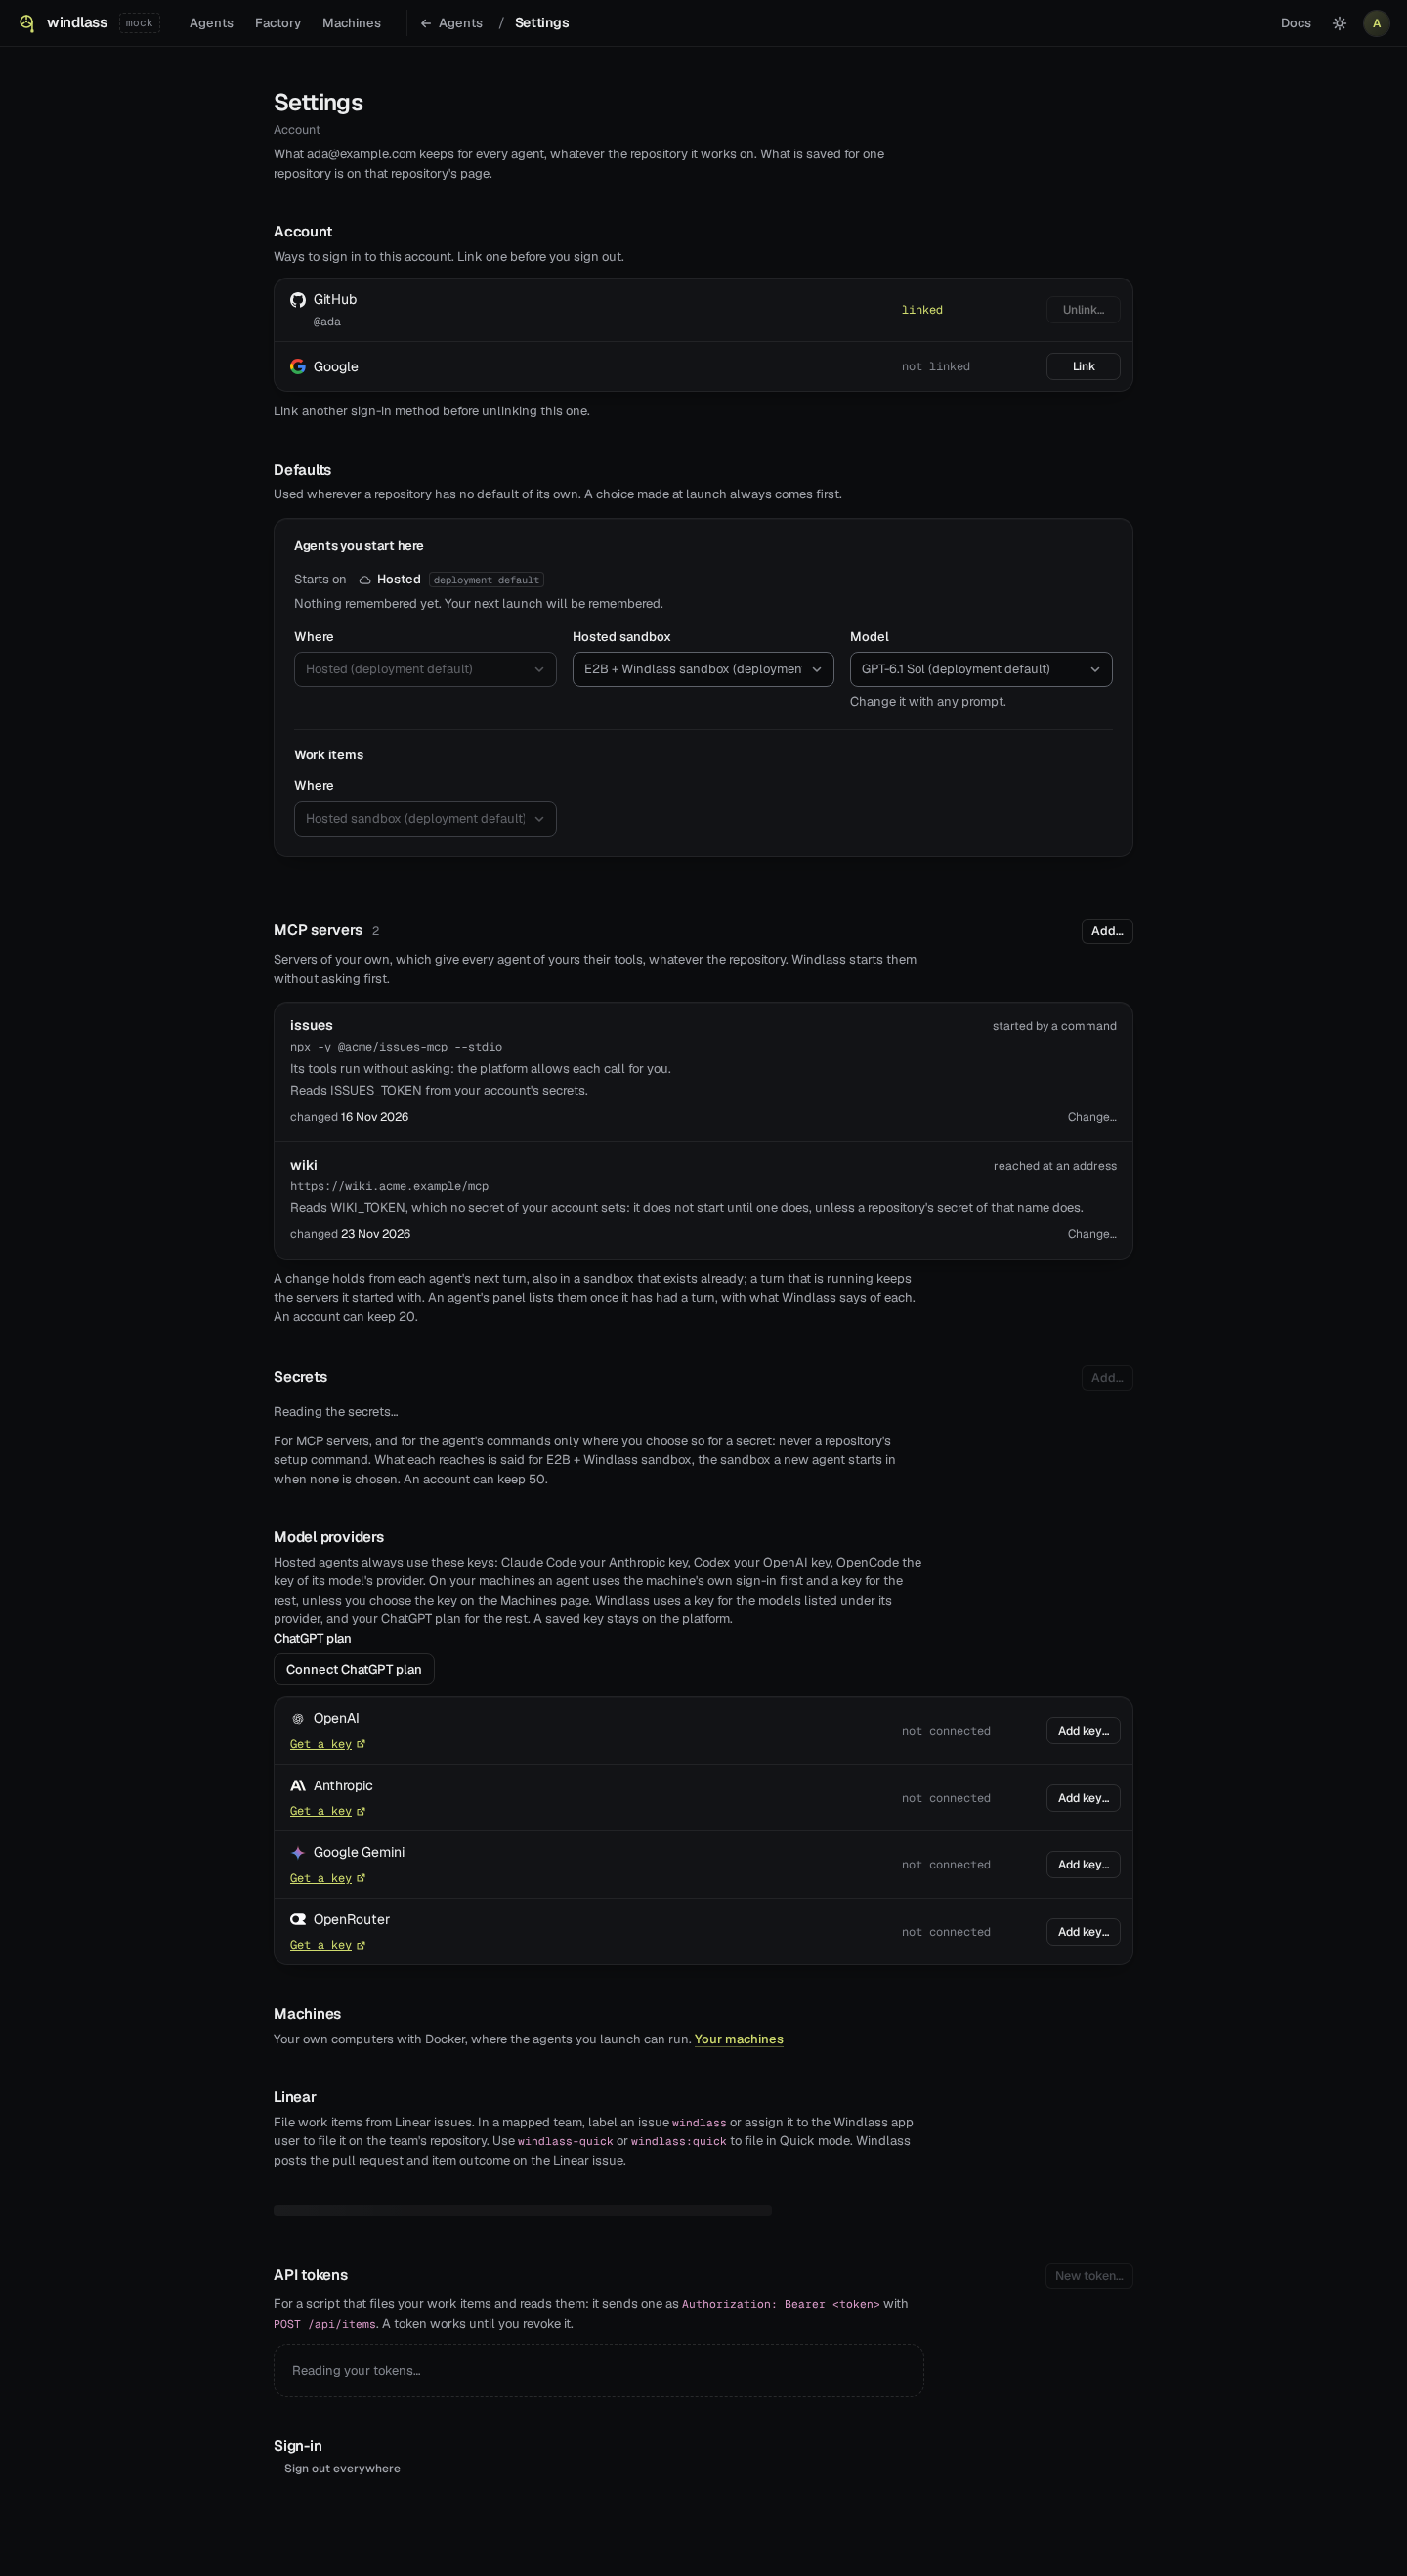 windlass mock Agents Factory Machines ← Agents / Settings Docs A
Settings
Account
What ada@example.com keeps for every agent, whatever the repository it works on. What is saved for one
repository is on that repository's page.
Account
Ways to sign in to this account. Link one before you sign out.
GitHub
@ada
linked
Unlink…
Google
not linked
Link
Link another sign-in method before unlinking this one.
Defaults
Used wherever a repository has no default of its own. A choice made at launch always comes first.
Agents you start here
Starts on Hosted deployment default
Nothing remembered yet. Your next launch will be remembered.
Where Hosted sandbox Model
Hosted (deployment default) E2B + Windlass sandbox (deploymen GPT-6.1 Sol (deployment default)
Change it with any prompt.
Work items
Where
Hosted sandbox (deployment default)
MCP servers 2 Add…
Servers of your own, which give every agent of yours their tools, whatever the repository. Windlass starts them
without asking first.
issues started by a command
npx -y @acme/issues-mcp --stdio
Its tools run without asking: the platform allows each call for you.
Reads ISSUES_TOKEN from your account's secrets.
changed 16 Nov 2026 Change…
wiki reached at an address
https://wiki.acme.example/mcp
Reads WIKI_TOKEN, which no secret of your account sets: it does not start until one does, unless a repository's secret of that name does.
changed 23 Nov 2026 Change…
A change holds from each agent's next turn, also in a sandbox that exists already; a turn that is running keeps
the servers it started with. An agent's panel lists them once it has had a turn, with what Windlass says of each.
An account can keep 20.
Secrets Add…
Reading the secrets…
For MCP servers, and for the agent's commands only where you choose so for a secret: never a repository's
setup command. What each reaches is said for E2B + Windlass sandbox, the sandbox a new agent starts in
when none is chosen. An account can keep 50.
Model providers
Hosted agents always use these keys: Claude Code your Anthropic key, Codex your OpenAI key, OpenCode the
key of its model's provider. On your machines an agent uses the machine's own sign-in first and a key for the
rest, unless you choose the key on the Machines page. Windlass uses a key for the models listed under its
provider, and your ChatGPT plan for the rest. A saved key stays on the platform.
ChatGPT plan
Connect ChatGPT plan
OpenAI
Get a key
not connected
Add key…
Anthropic
Get a key
not connected
Add key…
Google Gemini
Get a key
not connected
Add key…
OpenRouter
Get a key
not connected
Add key…
Machines
Your own computers with Docker, where the agents you launch can run. Your machines
Linear
File work items from Linear issues. In a mapped team, label an issue windlass or assign it to the Windlass app
user to file it on the team's repository. Use windlass-quick or windlass:quick to file in Quick mode. Windlass
posts the pull request and item outcome on the Linear issue.
API tokens New token…
For a script that files your work items and reads them: it sends one as Authorization: Bearer <token> with
POST /api/items. A token works until you revoke it.
Reading your tokens…
Sign-in
Sign out everywhere